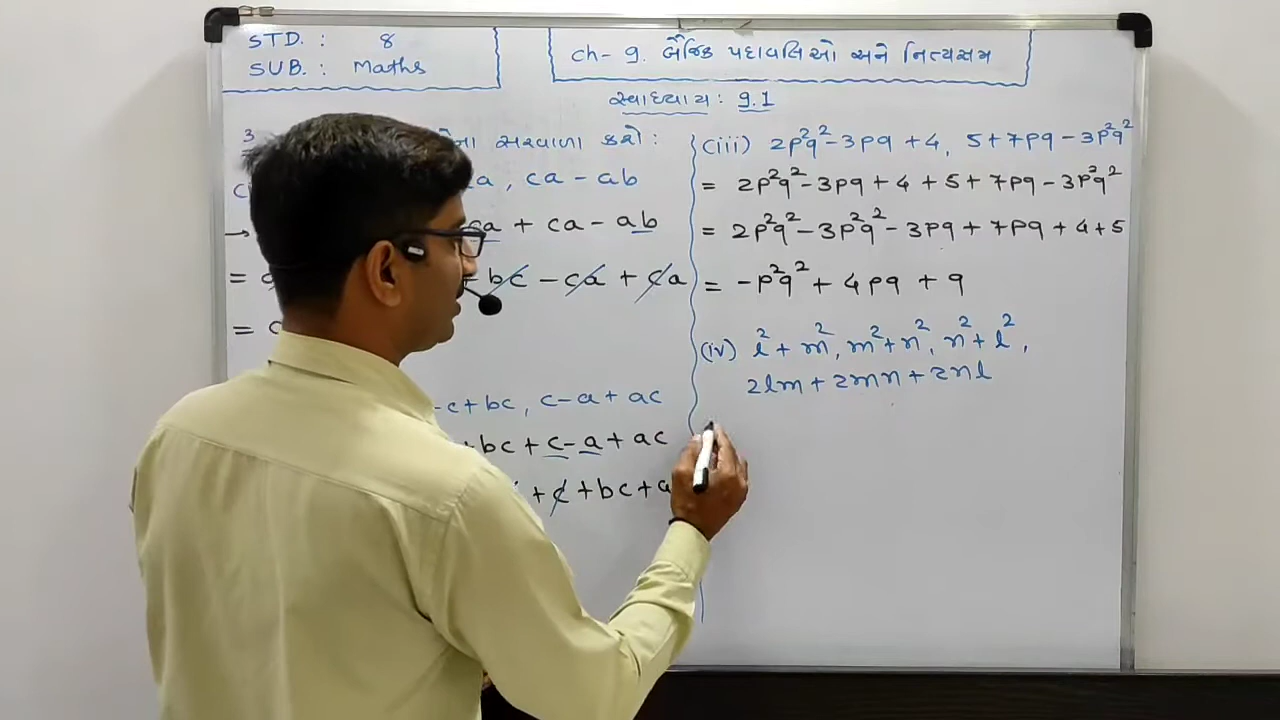 STD. : 8
SUB. : Maths
ch- 9. બૈજિક પદાવલિઓ અને નિત્યસમ
સ્વાધ્યાય : 9.1
3 સરવાળા કરો :
, ca - ab
ca + ca - ab
bc - ca + ca
=
-c+bc, c-a + ac
+bc + c-a + ac
+ c + bc + a
(iii) 2p²q² - 3pq + 4, 5 + 7pq - 3p²q²
= 2p²q² - 3pq + 4 + 5 + 7pq - 3p²q²
= 2p²q² - 3p²q² - 3pq + 7pq + 4 + 5
= -p²q² + 4pq + 9
(iv) l² + m², m² + n², n² + l²,
2lm + 2mn + 2nl